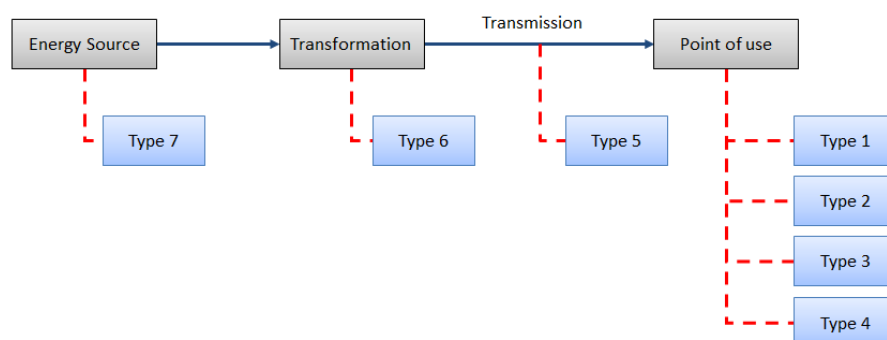 Transmission
Energy Source
Transformation
Point of use
Type 7
Type 6
Type 5
Type 1
Type 2
Type 3
Type 4